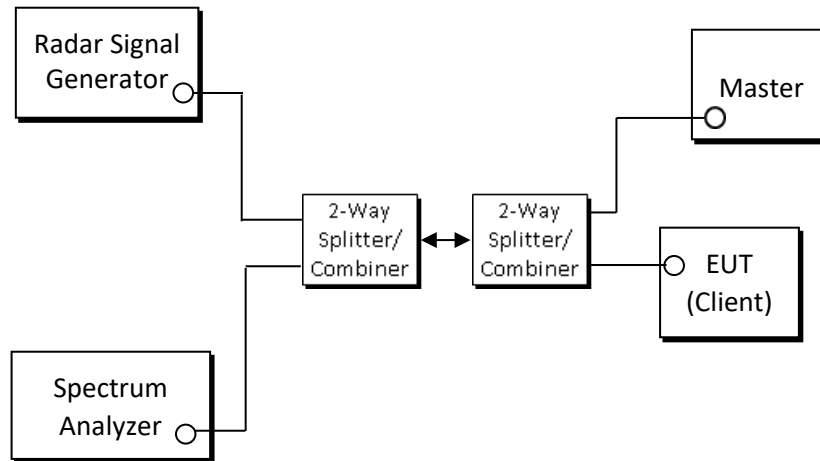 Radar Signal
Generator
Master
2-Way
Splitter/
Combiner
2-Way
Splitter/
Combiner
EUT
(Client)
Spectrum
Analyzer